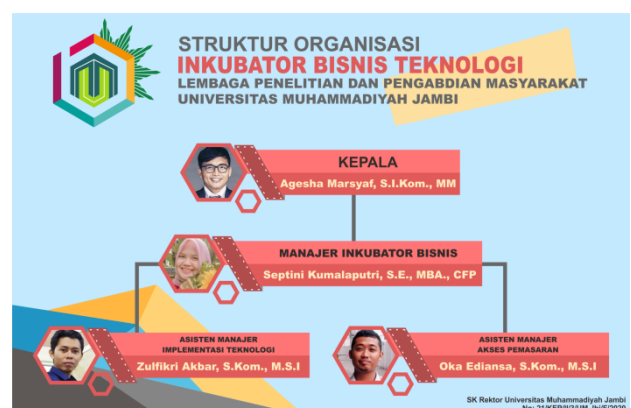 STRUKTUR ORGANISASI
INKUBATOR BISNIS TEKNOLOGI
LEMBAGA PENELITIAN DAN PENGABDIAN MASYARAKAT
UNIVERSITAS MUHAMMADIYAH JAMBI
KEPALA
Agesha Marsyaf, S.I.Kom., MM
MANAJER INKUBATOR BISNIS
Septini Kumalaputri, S.E., MBA., CFP
ASISTEN MANAJER
IMPLEMENTASI TEKNOLOGI
Zulfikri Akbar, S.Kom., M.S.I
ASISTEN MANAJER
AKSES PEMASARAN
Oka Ediansa, S.Kom., M.S.I
SK Rektor Universitas Muhammadiyah Jambi